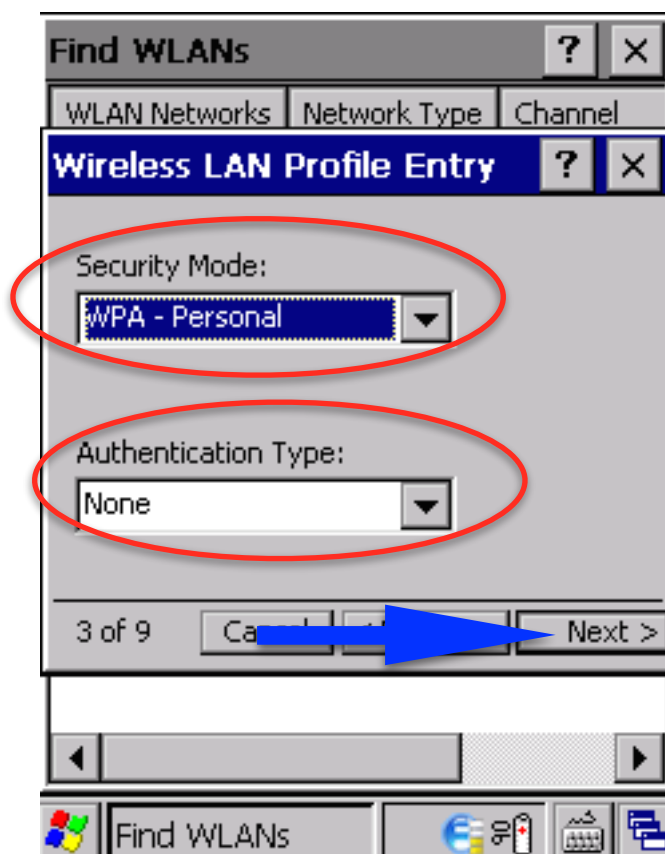 Find WLANs ? ×
WLAN Networks Network Type Channel
Wireless LAN Profile Entry ? ×
Security Mode:
WPA - Personal
Authentication Type:
None
3 of 9 Next >
Find WLANs